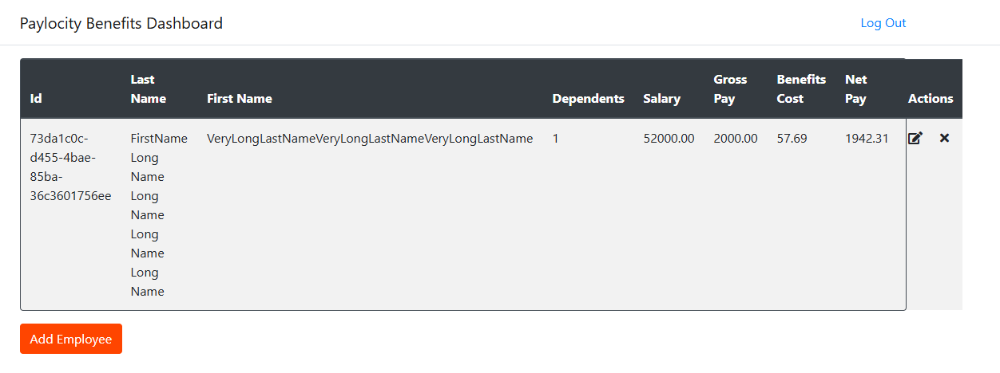 Paylocity Benefits Dashboard
Log Out
Id
Last
Name
First Name
Dependents
Salary
Gross
Pay
Benefits
Cost
Net
Pay
Actions
73da1c0c-
d455-4bae-
85ba-
36c3601756ee
FirstName
Long
Name
Long
Name
Long
Name
Long
Name
VeryLongLastNameVeryLongLastNameVeryLongLastName
1
52000.00
2000.00
57.69
1942.31
Add Employee